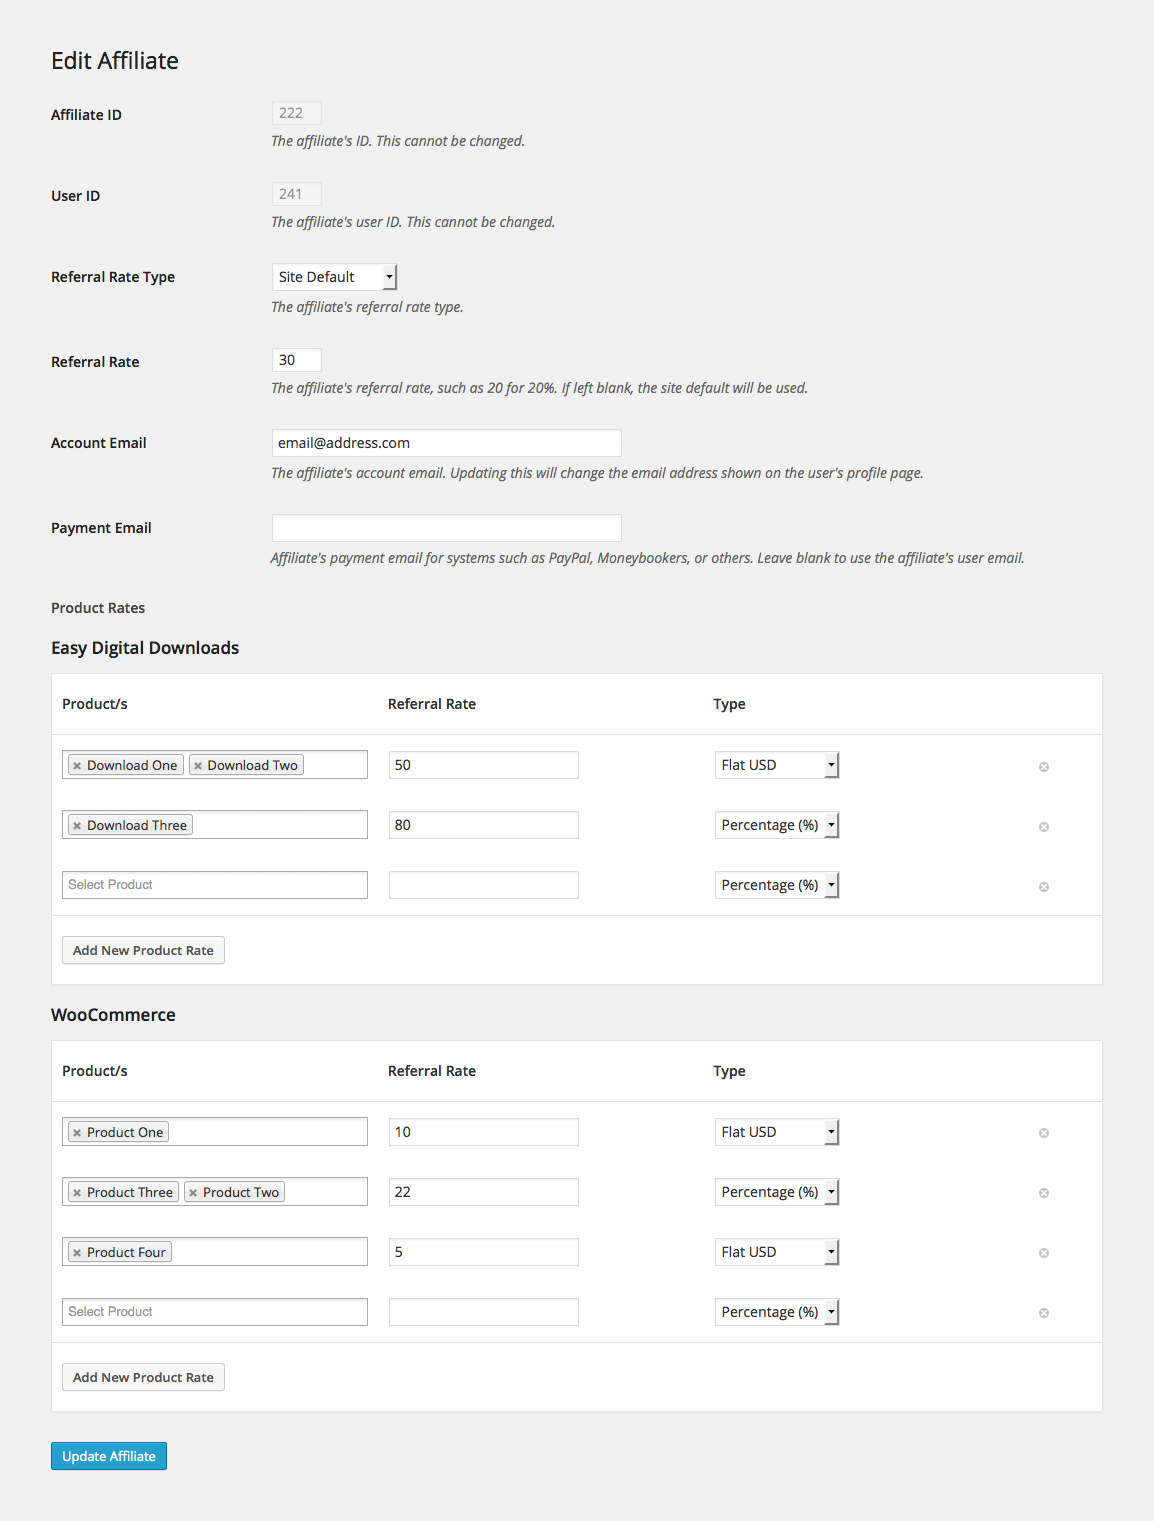 Edit Affiliate
Affiliate ID
222
The affiliate's ID. This cannot be changed.
User ID
241
The affiliate's user ID. This cannot be changed.
Referral Rate Type
Site Default
The affiliate's referral rate type.
Referral Rate
30
The affiliate's referral rate, such as 20 for 20%. If left blank, the site default will be used.
Account Email
email@address.com
The affiliate's account email. Updating this will change the email address shown on the user's profile page.
Payment Email
Affiliate's payment email for systems such as PayPal, Moneybookers, or others. Leave blank to use the affiliate's user email.
Product Rates
Easy Digital Downloads
Product/s Referral Rate Type
Download One Download Two 50 Flat USD
Download Three 80 Percentage (%)
Select Product Percentage (%)
Add New Product Rate
WooCommerce
Product/s Referral Rate Type
Product One 10 Flat USD
Product Three Product Two 22 Percentage (%)
Product Four 5 Flat USD
Select Product Percentage (%)
Add New Product Rate
Update Affiliate